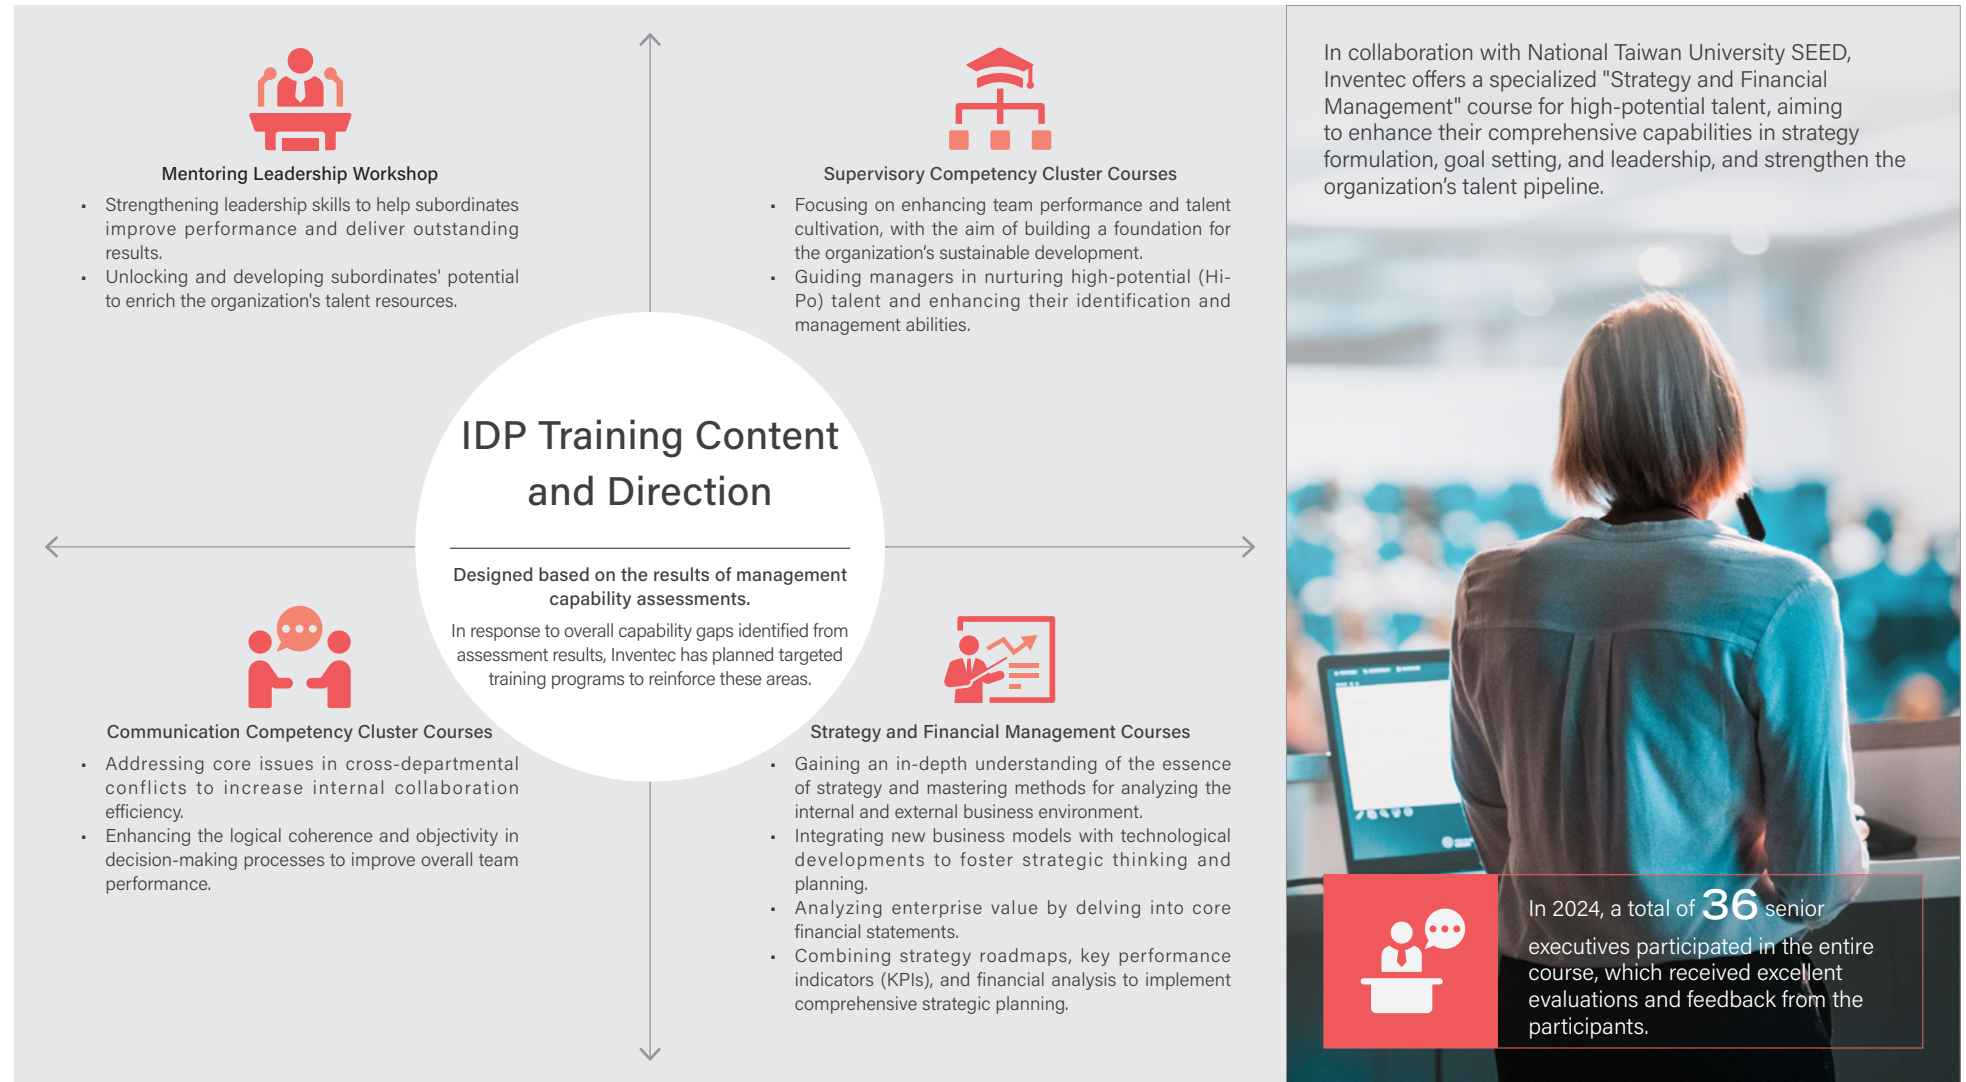 Mentoring Leadership Workshop
▪ Strengthening leadership skills to help subordinates
improve performance and deliver outstanding
results.
▪ Unlocking and developing subordinates' potential
to enrich the organization's talent resources.
Supervisory Competency Cluster Courses
▪ Focusing on enhancing team performance and talent
cultivation, with the aim of building a foundation for
the organization’s sustainable development.
▪ Guiding managers in nurturing high-potential (Hi-
Po) talent and enhancing their identification and
management abilities.
IDP Training Content
and Direction
Designed based on the results of management
capability assessments.
In response to overall capability gaps identified from
assessment results, Inventec has planned targeted
training programs to reinforce these areas.
Communication Competency Cluster Courses
▪ Addressing core issues in cross-departmental
conflicts to increase internal collaboration
efficiency.
▪ Enhancing the logical coherence and objectivity in
decision-making processes to improve overall team
performance.
Strategy and Financial Management Courses
▪ Gaining an in-depth understanding of the essence
of strategy and mastering methods for analyzing the
internal and external business environment.
▪ Integrating new business models with technological
developments to foster strategic thinking and
planning.
▪ Analyzing enterprise value by delving into core
financial statements.
▪ Combining strategy roadmaps, key performance
indicators (KPIs), and financial analysis to implement
comprehensive strategic planning.
In collaboration with National Taiwan University SEED,
Inventec offers a specialized "Strategy and Financial
Management" course for high-potential talent, aiming
to enhance their comprehensive capabilities in strategy
formulation, goal setting, and leadership, and strengthen the
organization’s talent pipeline.
In 2024, a total of 36 senior
executives participated in the entire
course, which received excellent
evaluations and feedback from the
participants.